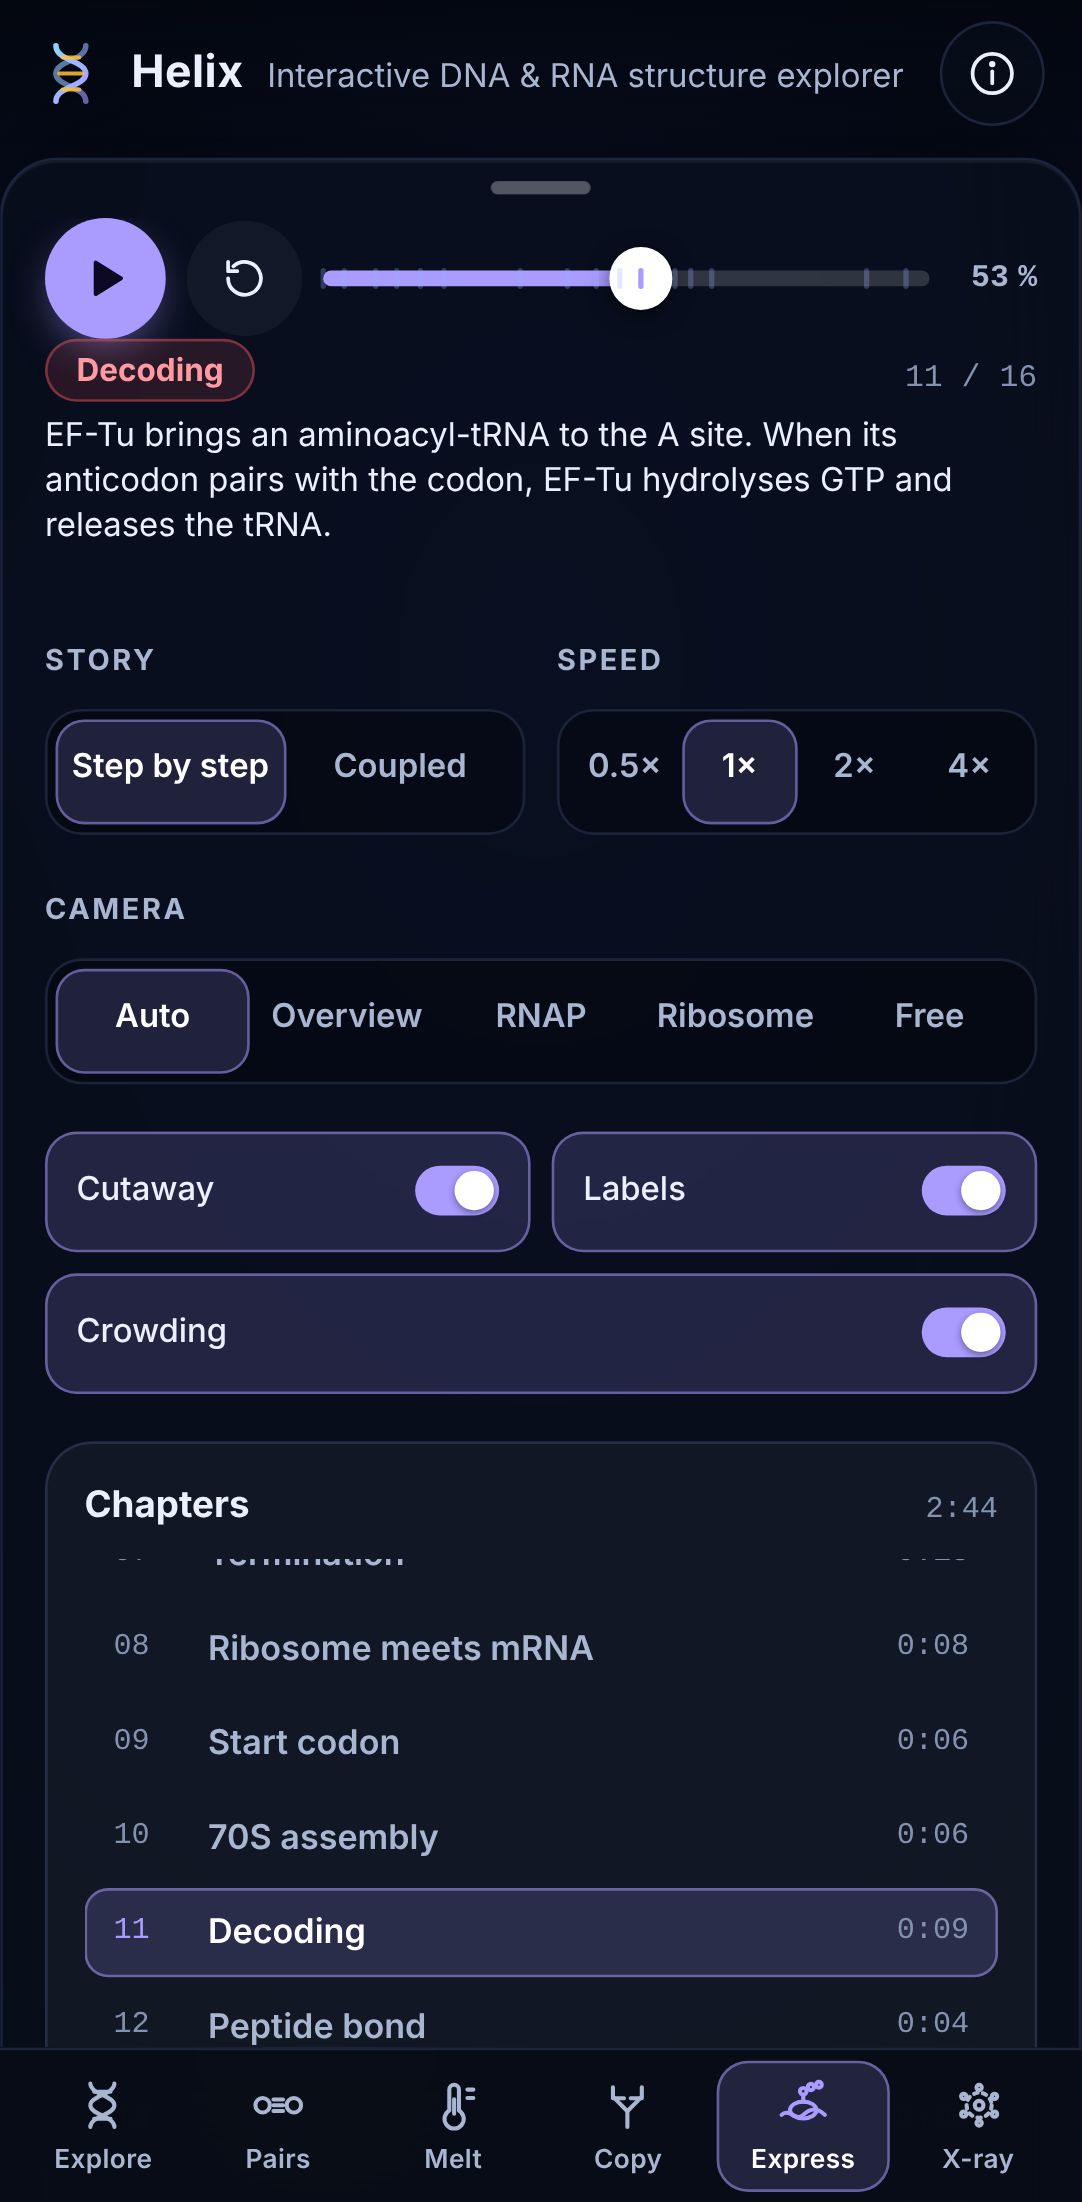 Helix Interactive DNA & RNA structure explorer
53 %
Decoding 11 / 16
EF-Tu brings an aminoacyl-tRNA to the A site. When its
anticodon pairs with the codon, EF-Tu hydrolyses GTP and
releases the tRNA.
STORY SPEED
Step by step Coupled 0.5× 1× 2× 4×
CAMERA
Auto Overview RNAP Ribosome Free
Cutaway Labels
Crowding
Chapters 2:44
Termination
08 Ribosome meets mRNA 0:08
09 Start codon 0:06
10 70S assembly 0:06
11 Decoding 0:09
12 Peptide bond 0:04
Explore Pairs Melt Copy Express X-ray